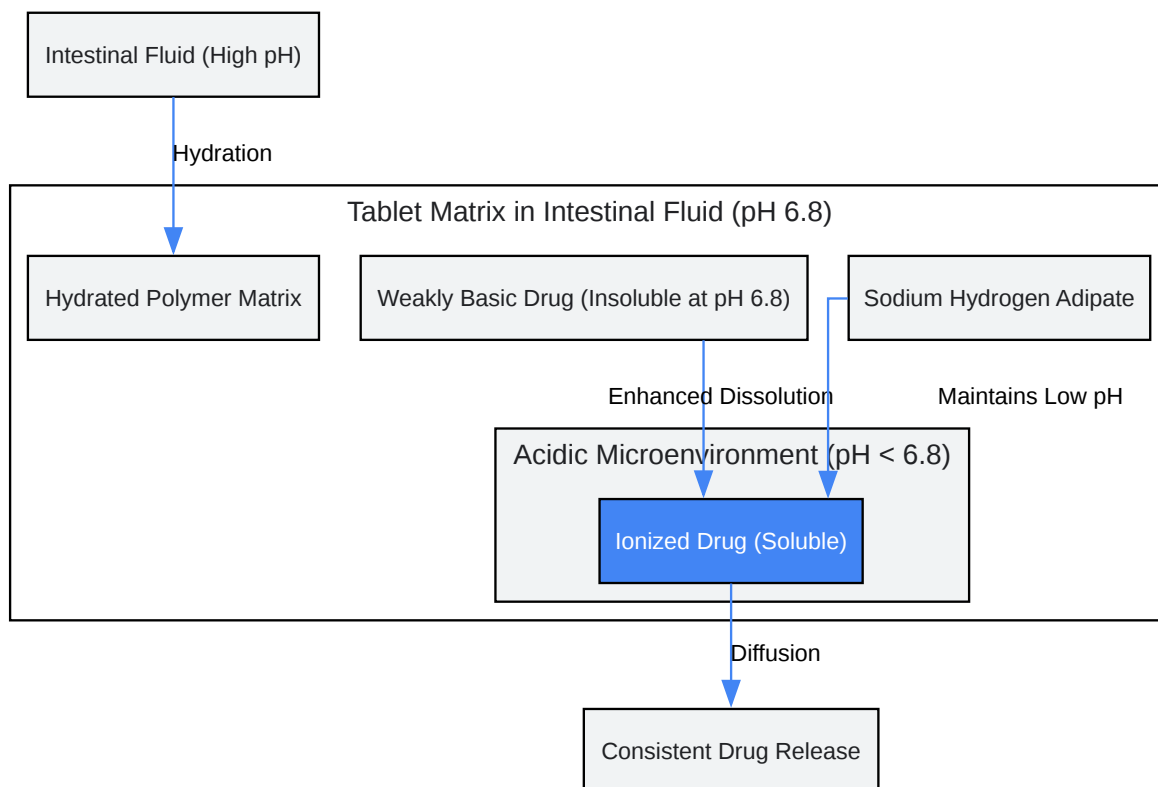 Intestinal Fluid (High pH)
Hydration
Tablet Matrix in Intestinal Fluid (pH 6.8)
Hydrated Polymer Matrix
Weakly Basic Drug (Insoluble at pH 6.8)
Sodium Hydrogen Adipate
Enhanced Dissolution
Maintains Low pH
Acidic Microenvironment (pH < 6.8)
Ionized Drug (Soluble)
Diffusion
Consistent Drug Release